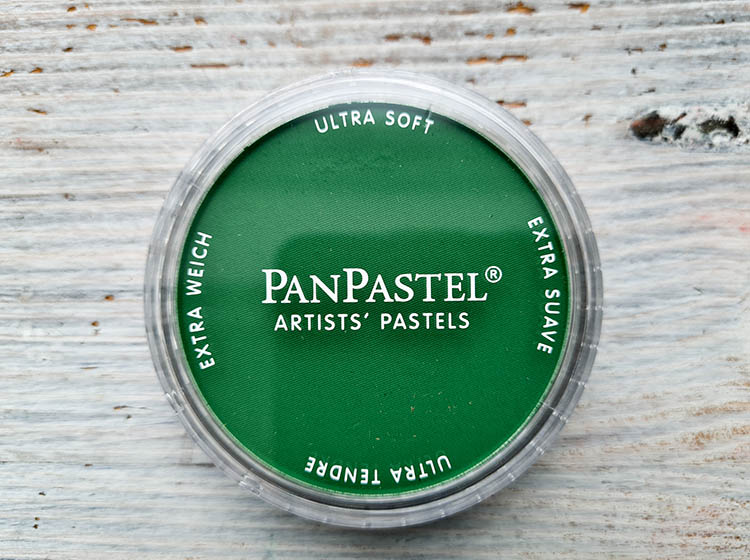 ULTRA SOFT
EXTRA WEICH
PANPASTEL®
ARTISTS' PASTELS
EXTRA SUAVE
ULTRA TENDRE